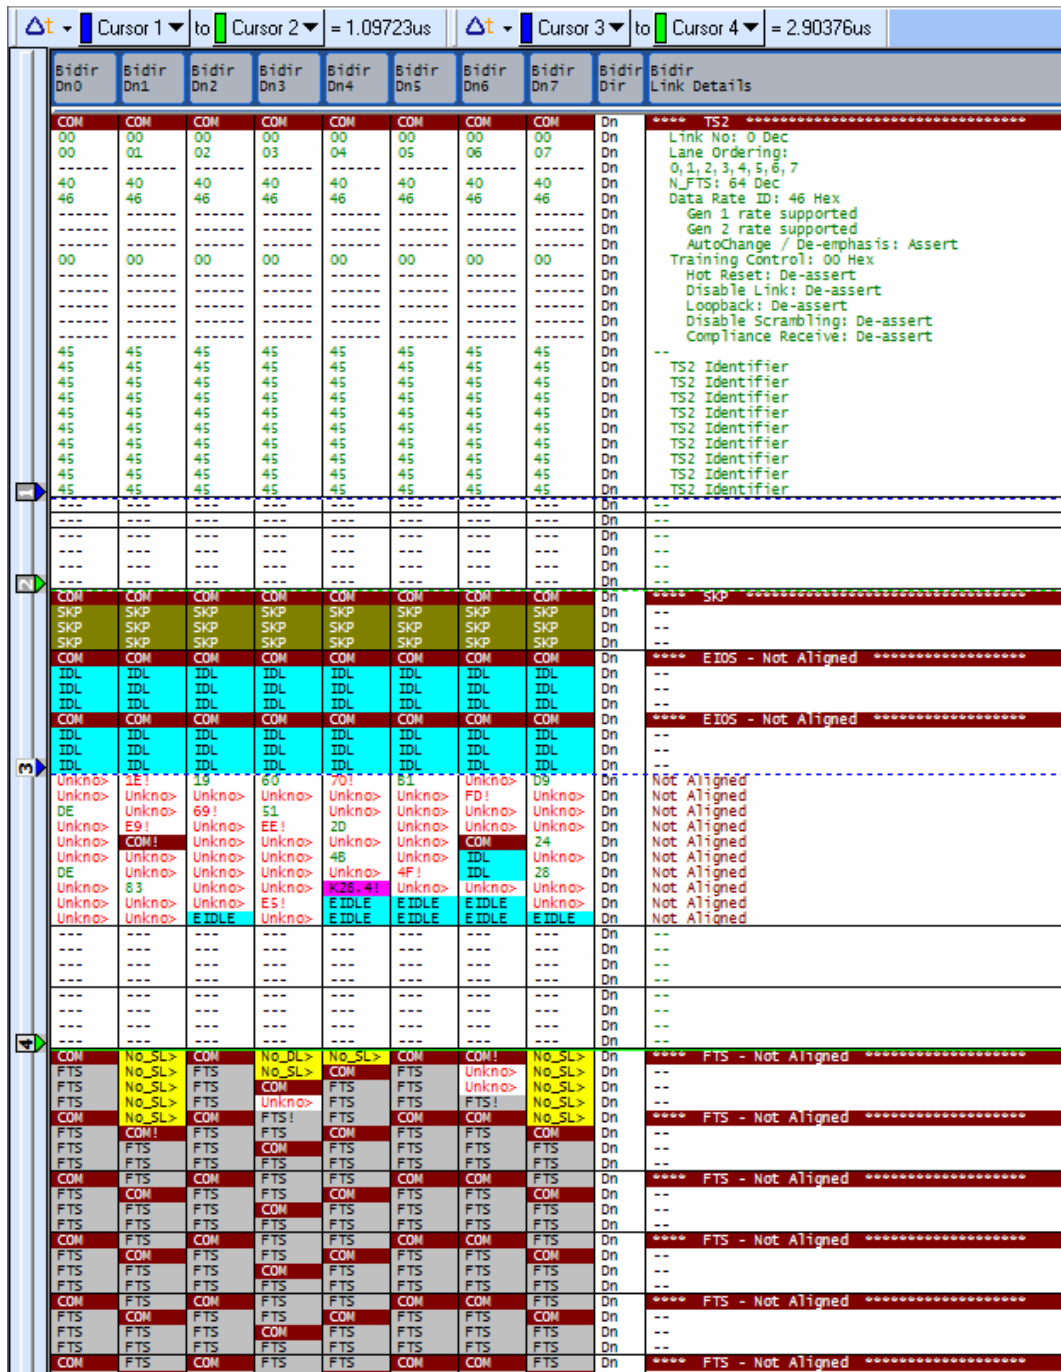 Δt Cursor 1 to Cursor 2 = 1.09723us Δt Cursor 3 to Cursor 4 = 2.90376us
Bidir Bidir Bidir Bidir Bidir Bidir Bidir Bidir Bidir Bidir
Dn0 Dn1 Dn2 Dn3 Dn4 Dn5 Dn6 Dn7 Dir Link Details
COM COM COM COM COM COM COM COM Dn **** TS2 ********************************
00 00 00 00 00 00 00 00 Dn Link No: 0 Dec
00 01 02 03 04 05 06 07 Dn Lane Ordering:
------ ------ ------ ------ ------ ------ ------ ------ Dn 0,1,2,3,4,5,6,7
40 40 40 40 40 40 40 40 Dn N_FTS: 64 Dec
46 46 46 46 46 46 46 46 Dn Data Rate ID: 46 Hex
------ ------ ------ ------ ------ ------ ------ ------ Dn Gen 1 rate supported
------ ------ ------ ------ ------ ------ ------ ------ Dn Gen 2 rate supported
------ ------ ------ ------ ------ ------ ------ ------ Dn AutoChange / De-emphasis: Assert
00 00 00 00 00 00 00 00 Dn Training Control: 00 Hex
------ ------ ------ ------ ------ ------ ------ ------ Dn Hot Reset: De-assert
------ ------ ------ ------ ------ ------ ------ ------ Dn Disable Link: De-assert
------ ------ ------ ------ ------ ------ ------ ------ Dn Loopback: De-assert
------ ------ ------ ------ ------ ------ ------ ------ Dn Disable Scrambling: De-assert
------ ------ ------ ------ ------ ------ ------ ------ Dn Compliance Receive: De-assert
45 45 45 45 45 45 45 45 Dn --
45 45 45 45 45 45 45 45 Dn TS2 Identifier
45 45 45 45 45 45 45 45 Dn TS2 Identifier
45 45 45 45 45 45 45 45 Dn TS2 Identifier
45 45 45 45 45 45 45 45 Dn TS2 Identifier
45 45 45 45 45 45 45 45 Dn TS2 Identifier
45 45 45 45 45 45 45 45 Dn TS2 Identifier
45 45 45 45 45 45 45 45 Dn TS2 Identifier
45 45 45 45 45 45 45 45 Dn TS2 Identifier
1 45 45 45 45 45 45 45 45 Dn TS2 Identifier
--- --- --- --- --- --- --- --- Dn --
--- --- --- --- --- --- --- --- Dn --
--- --- --- --- --- --- --- --- Dn --
--- --- --- --- --- --- --- --- Dn --
--- --- --- --- --- --- --- --- Dn --
2 --- --- --- --- --- --- --- --- Dn --
COM COM COM COM COM COM COM COM Dn **** SKP ********************************
SKP SKP SKP SKP SKP SKP SKP SKP Dn --
SKP SKP SKP SKP SKP SKP SKP SKP Dn --
SKP SKP SKP SKP SKP SKP SKP SKP Dn --
COM COM COM COM COM COM COM COM Dn **** EIOS - Not Aligned ******************
IDL IDL IDL IDL IDL IDL IDL IDL Dn --
IDL IDL IDL IDL IDL IDL IDL IDL Dn --
IDL IDL IDL IDL IDL IDL IDL IDL Dn --
COM COM COM COM COM COM COM COM Dn **** EIOS - Not Aligned ******************
IDL IDL IDL IDL IDL IDL IDL IDL Dn --
IDL IDL IDL IDL IDL IDL IDL IDL Dn --
3 IDL IDL IDL IDL IDL IDL IDL IDL Dn --
Unkno> 1E! 19 60 70! B1 Unkno> D9 Dn Not Aligned
Unkno> Unkno> Unkno> Unkno> Unkno> Unkno> FD! Unkno> Dn Not Aligned
DE Unkno> 69! 51 Unkno> Unkno> Unkno> Unkno> Dn Not Aligned
Unkno> E9! Unkno> EE! 2D Unkno> Unkno> Unkno> Dn Not Aligned
Unkno> COM! Unkno> Unkno> Unkno> Unkno> COM 24 Dn Not Aligned
Unkno> Unkno> Unkno> Unkno> 4B Unkno> IDL Unkno> Dn Not Aligned
DE Unkno> Unkno> Unkno> Unkno> 4F! IDL 28 Dn Not Aligned
Unkno> 83 Unkno> Unkno> K28.4! Unkno> Unkno> Unkno> Dn Not Aligned
Unkno> Unkno> Unkno> E5! EIDLE EIDLE EIDLE Unkno> Dn Not Aligned
Unkno> Unkno> EIDLE Unkno> EIDLE EIDLE EIDLE EIDLE Dn Not Aligned
--- --- --- --- --- --- --- --- Dn --
--- --- --- --- --- --- --- --- Dn --
--- --- --- --- --- --- --- --- Dn --
--- --- --- --- --- --- --- --- Dn --
--- --- --- --- --- --- --- --- Dn --
--- --- --- --- --- --- --- --- Dn --
--- --- --- --- --- --- --- --- Dn --
4 --- --- --- --- --- --- --- --- Dn --
COM No_SL> COM No_DL> No_SL> COM COM! No_SL> Dn **** FTS - Not Aligned *******************
FTS No_SL> FTS No_SL> COM FTS Unkno> No_SL> Dn --
FTS No_SL> FTS COM FTS FTS Unkno> No_SL> Dn --
FTS No_SL> FTS Unkno> FTS FTS FTS! No_SL> Dn --
COM No_SL> COM FTS! FTS COM COM No_SL> Dn **** FTS - Not Aligned *******************
FTS COM! FTS FTS COM FTS FTS COM Dn --
FTS FTS FTS COM FTS FTS FTS FTS Dn --
FTS FTS FTS FTS FTS FTS FTS FTS Dn --
COM FTS COM FTS FTS COM COM FTS Dn **** FTS - Not Aligned *******************
FTS COM FTS FTS COM FTS FTS COM Dn --
FTS FTS FTS COM FTS FTS FTS FTS Dn --
FTS FTS FTS FTS FTS FTS FTS FTS Dn --
COM FTS COM FTS FTS COM COM FTS Dn **** FTS - Not Aligned *******************
FTS COM FTS FTS COM FTS FTS COM Dn --
FTS FTS FTS COM FTS FTS FTS FTS Dn --
FTS FTS FTS FTS FTS FTS FTS FTS Dn --
COM FTS COM FTS FTS COM COM FTS Dn **** FTS - Not Aligned *******************
FTS COM FTS FTS COM FTS FTS COM Dn --
FTS FTS FTS COM FTS FTS FTS FTS Dn --
FTS FTS FTS FTS FTS FTS FTS FTS Dn --
COM FTS COM FTS FTS COM COM FTS Dn **** FTS - Not Aligned *******************